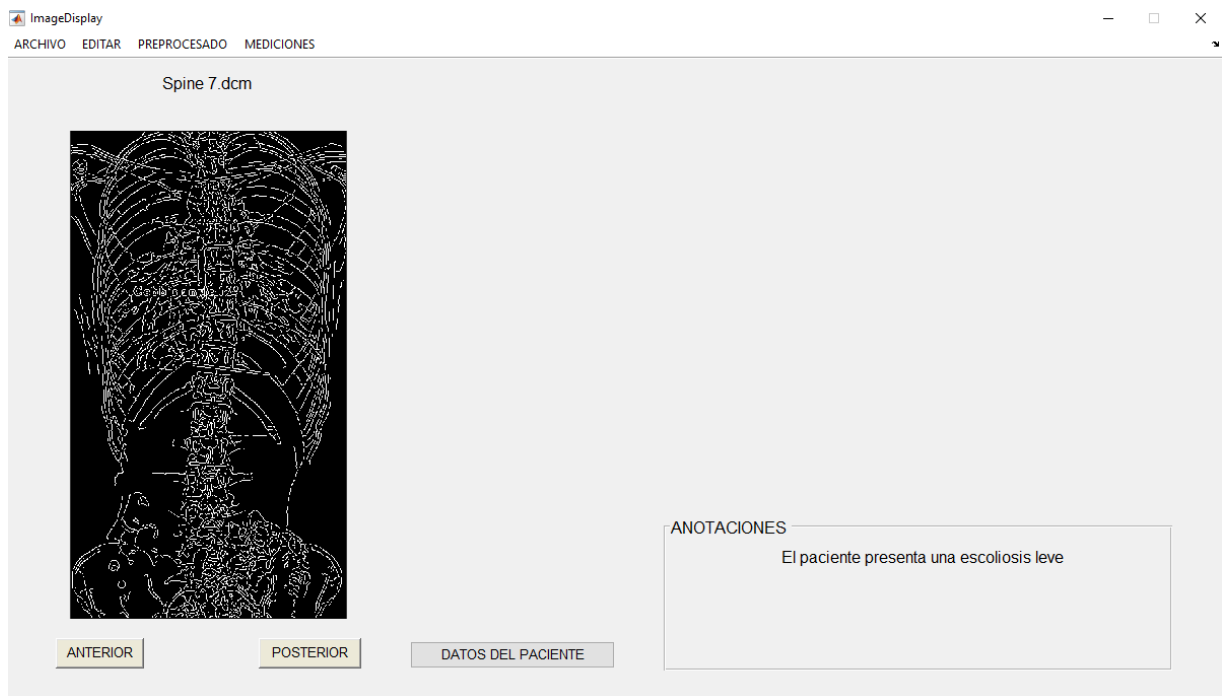 ImageDisplay
ARCHIVO EDITAR PREPROCESADO MEDICIONES
Spine 7.dcm
ANOTACIONES
El paciente presenta una escoliosis leve
ANTERIOR POSTERIOR DATOS DEL PACIENTE